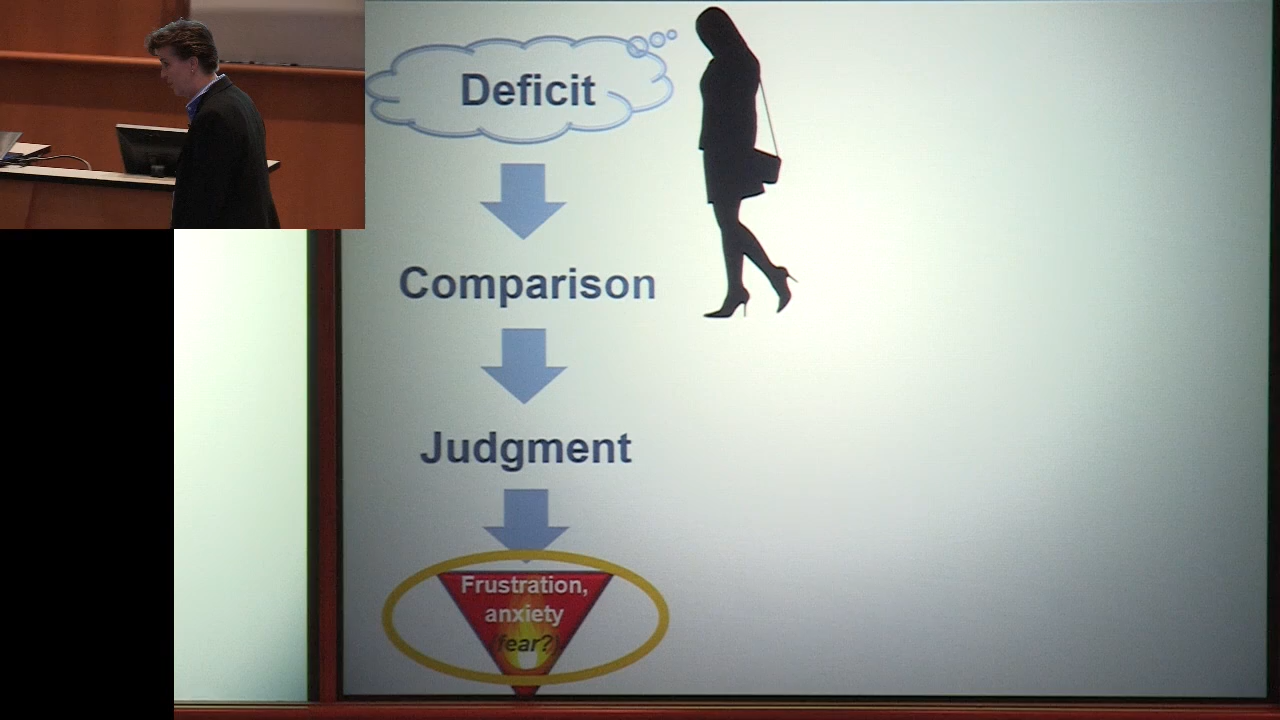 Deficit
Comparison
Judgment
Frustration,
anxiety
(fear?)